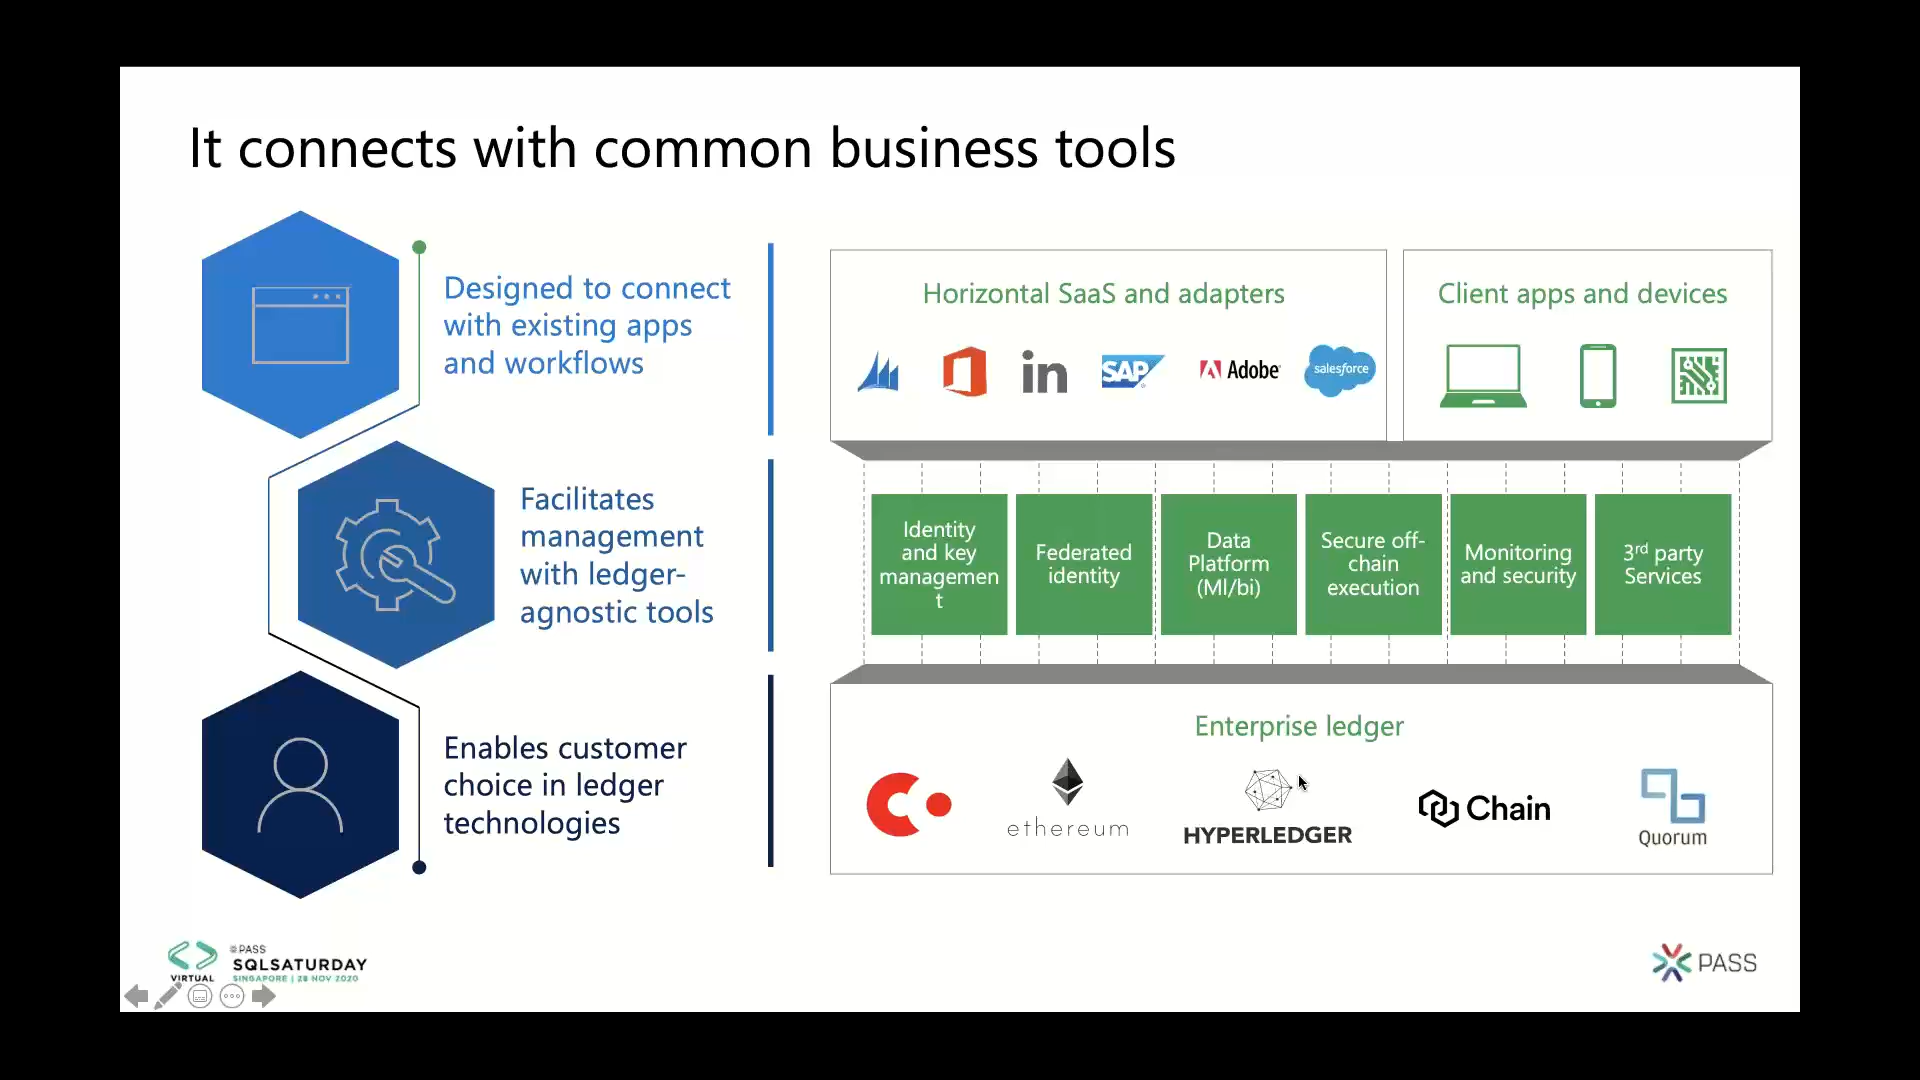 It connects with common business tools
Designed to connect
with existing apps
and workflows
Facilitates
management
with ledger-
agnostic tools
Enables customer
choice in ledger
technologies
Horizontal SaaS and adapters
in
SAP
Adobe
salesforce
Client apps and devices
Identity
and key
managemen
t
Federated
identity
Data
Platform
(Ml/bi)
Secure off-
chain
execution
Monitoring
and security
3rd party
Services
Enterprise ledger
ethereum
HYPERLEDGER
Chain
Quorum
PASS
SQLSATURDAY
VIRTUAL
SINGAPORE | 28 NOV 2020
PASS